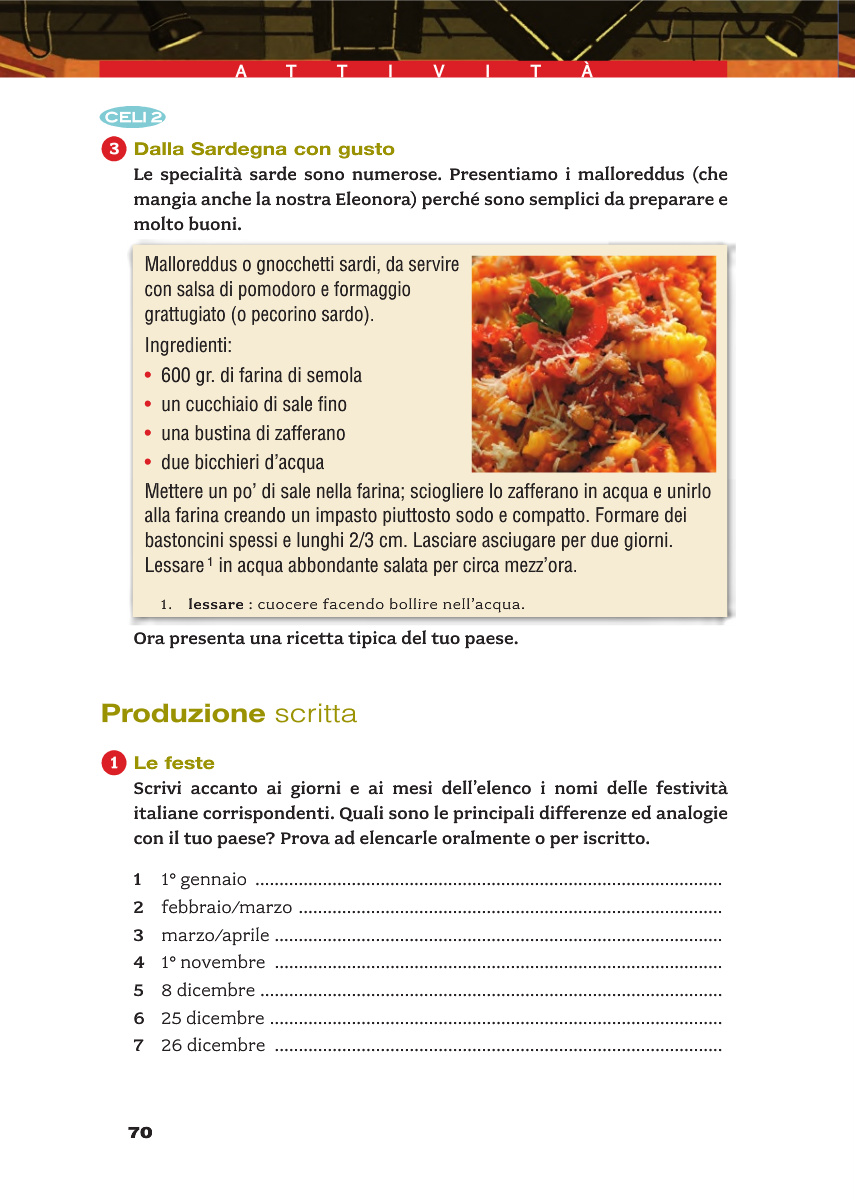 ATTIVITÀ
CELI 2
3 Dalla Sardegna con gusto
Le specialità sarde sono numerose. Presentiamo i malloreddus (che
mangia anche la nostra Eleonora) perché sono semplici da preparare e
molto buoni.
Malloreddus o gnocchetti sardi, da servire
con salsa di pomodoro e formaggio
grattugiato (o pecorino sardo).
Ingredienti:
• 600 gr. di farina di semola
• un cucchiaio di sale fino
• una bustina di zafferano
• due bicchieri d’acqua
Mettere un po’ di sale nella farina; sciogliere lo zafferano in acqua e unirlo
alla farina creando un impasto piuttosto sodo e compatto. Formare dei
bastoncini spessi e lunghi 2/3 cm. Lasciare asciugare per due giorni.
Lessare 1 in acqua abbondante salata per circa mezz’ora.
1. lessare : cuocere facendo bollire nell’acqua.
Ora presenta una ricetta tipica del tuo paese.
Produzione scritta
1 Le feste
Scrivi accanto ai giorni e ai mesi dell’elenco i nomi delle festività
italiane corrispondenti. Quali sono le principali differenze ed analogie
con il tuo paese? Prova ad elencarle oralmente o per iscritto.
1 1° gennaio ..................................................................................................
2 febbraio/marzo .........................................................................................
3 marzo/aprile ..............................................................................................
4 1° novembre ..............................................................................................
5 8 dicembre .................................................................................................
6 25 dicembre ...............................................................................................
7 26 dicembre ..............................................................................................
70